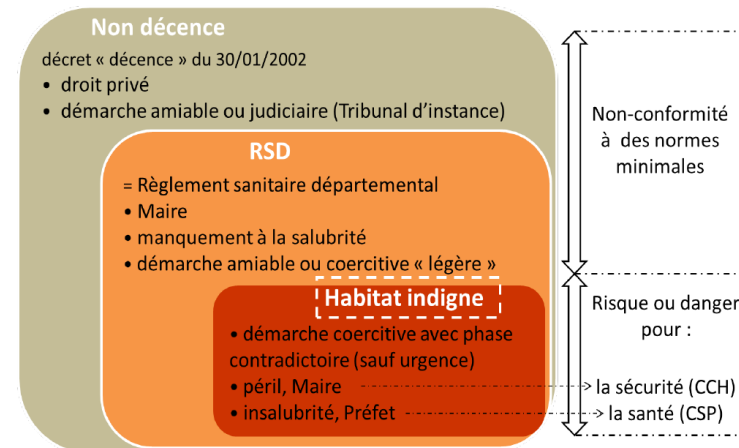 Non décence
décret « décence » du 30/01/2002
• droit privé
• démarche amiable ou judiciaire (Tribunal d’instance)
RSD
= Règlement sanitaire départemental
• Maire
• manquement à la salubrité
• démarche amiable ou coercitive « légère »
Habitat indigne
• démarche coercitive avec phase
contradictoire (sauf urgence)
• péril, Maire
• insalubrité, Préfet
Non-conformité
à des normes
minimales
Risque ou danger
pour :
la sécurité (CCH)
la santé (CSP)